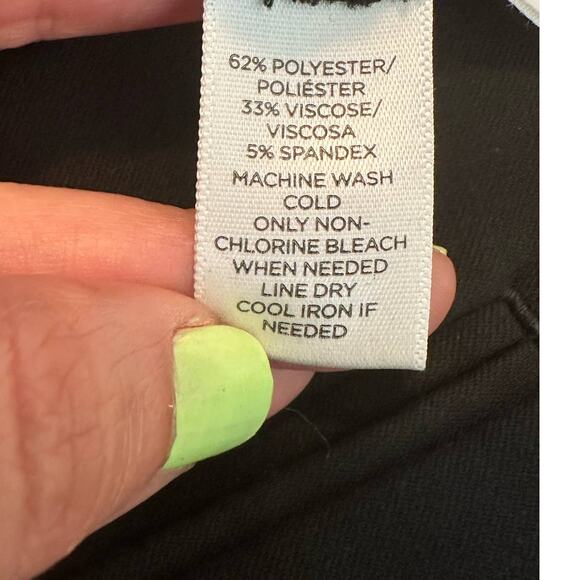 62% POLYESTER/
POLIÉSTER
33% VISCOSE/
VISCOSA
5% SPANDEX
MACHINE WASH
COLD
ONLY NON-
CHLORINE BLEACH
WHEN NEEDED
LINE DRY
COOL IRON IF
NEEDED